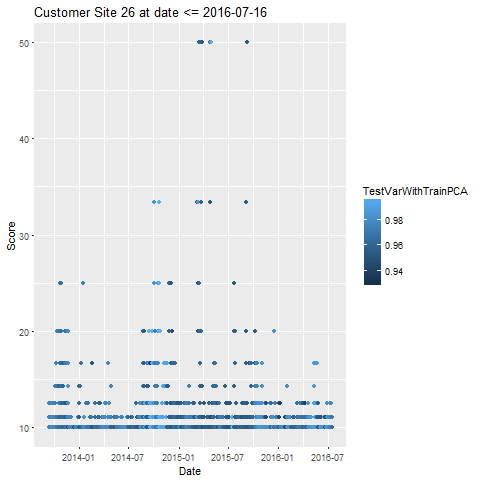 Customer Site 26 at date <= 2016-07-16
50
40
30
20
10
Score
2014-01 2014-07 2015-01 2015-07 2016-01 2016-07
Date
TestVarWithTrainPCA
0.98
0.96
0.94